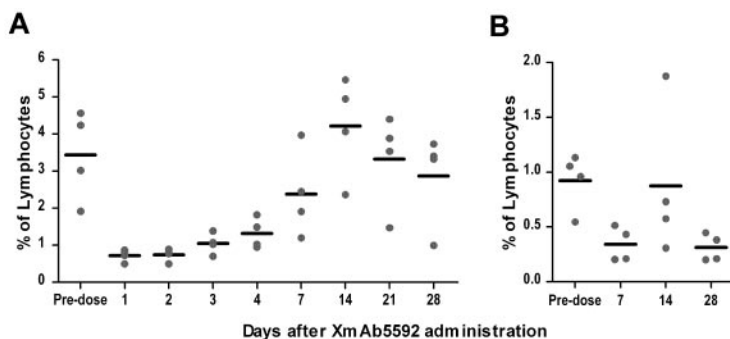 A
B
% of Lymphocytes
6
5
4
3
2
1
0
Pre-dose 1 2 3 4 7 14 21 28
% of Lymphocytes
2.0
1.5
1.0
0.5
0.0
Pre-dose 7 14 28
Days after XmAb5592 administration